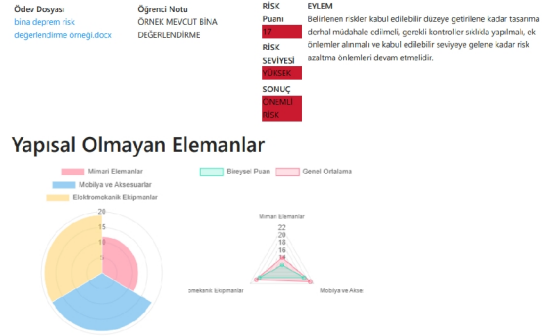 Ödev Dosyası
bina deprem risk
değerlendirme örneği.docx
Öğrenci Notu
ÖRNEK MEVCUT BİNA
DEĞERLENDİRME
RİSK
Puanı
17
RİSK
SEVİYESİ
YÜKSEK
SONUÇ
ÖNEMLİ
RİSK
EYLEM
Belirlenen riskler kabul edilebilir düzeye getirilene kadar tasarıma
derhal müdahale edilmeli, gerekli kontroller sıklıkla yapılmalı, ek
önlemler alınmalı ve kabul edilebilir seviyeye gelene kadar risk
azaltma önlemleri devam etmelidir.
Yapısal Olmayan Elemanlar
Mimari Elemanlar
Mobilya ve Aksesuarlar
Elektromekanik Ekipmanlar
20
15
10
5
Bireysel Puan
Genel Ortalama
Mimari Elemanlar
22
20
18
16
14
omekanik Ekipmanlar
Mobilya ve Akse